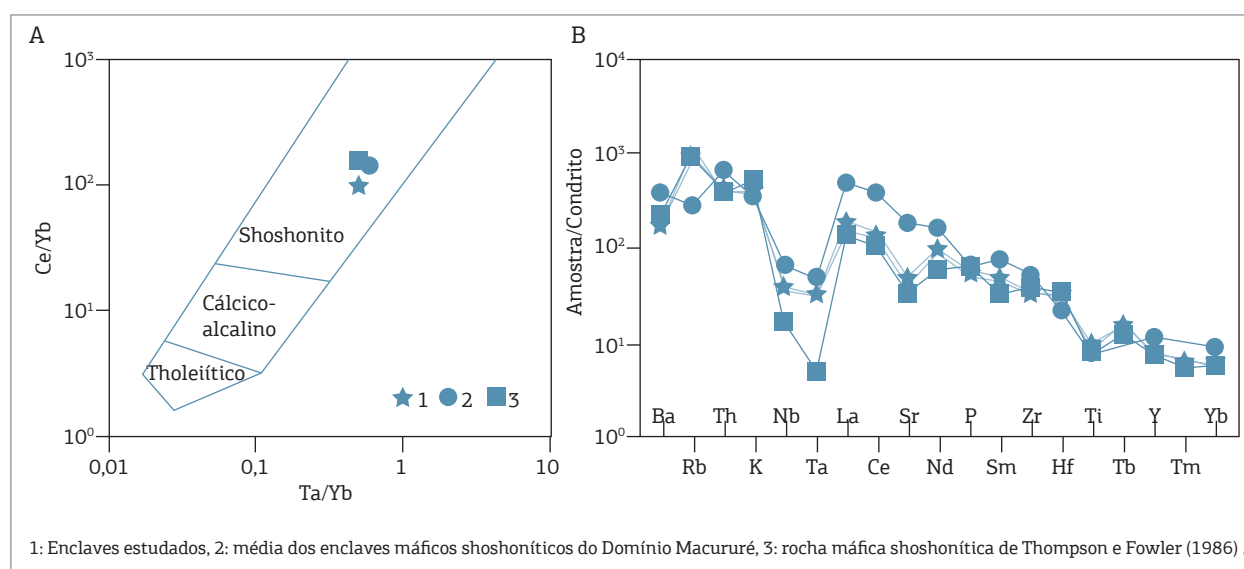 A
10³
10²
10¹
10⁰
Ce/Yb
Shoshonito
Cálcico-
alcalino
Tholeiítico
1 2 3
0,01 0,1 1 10
Ta/Yb
B
10⁴
10³
10²
10¹
10⁰
Amostra/Condrito
Ba Th Nb La Sr P Zr Ti Y Yb
Rb K Ta Ce Nd Sm Hf Tb Tm
1: Enclaves estudados, 2: média dos enclaves máficos shoshoníticos do Domínio Macururé, 3: rocha máfica shoshonítica de Thompson e Fowler (1986) .